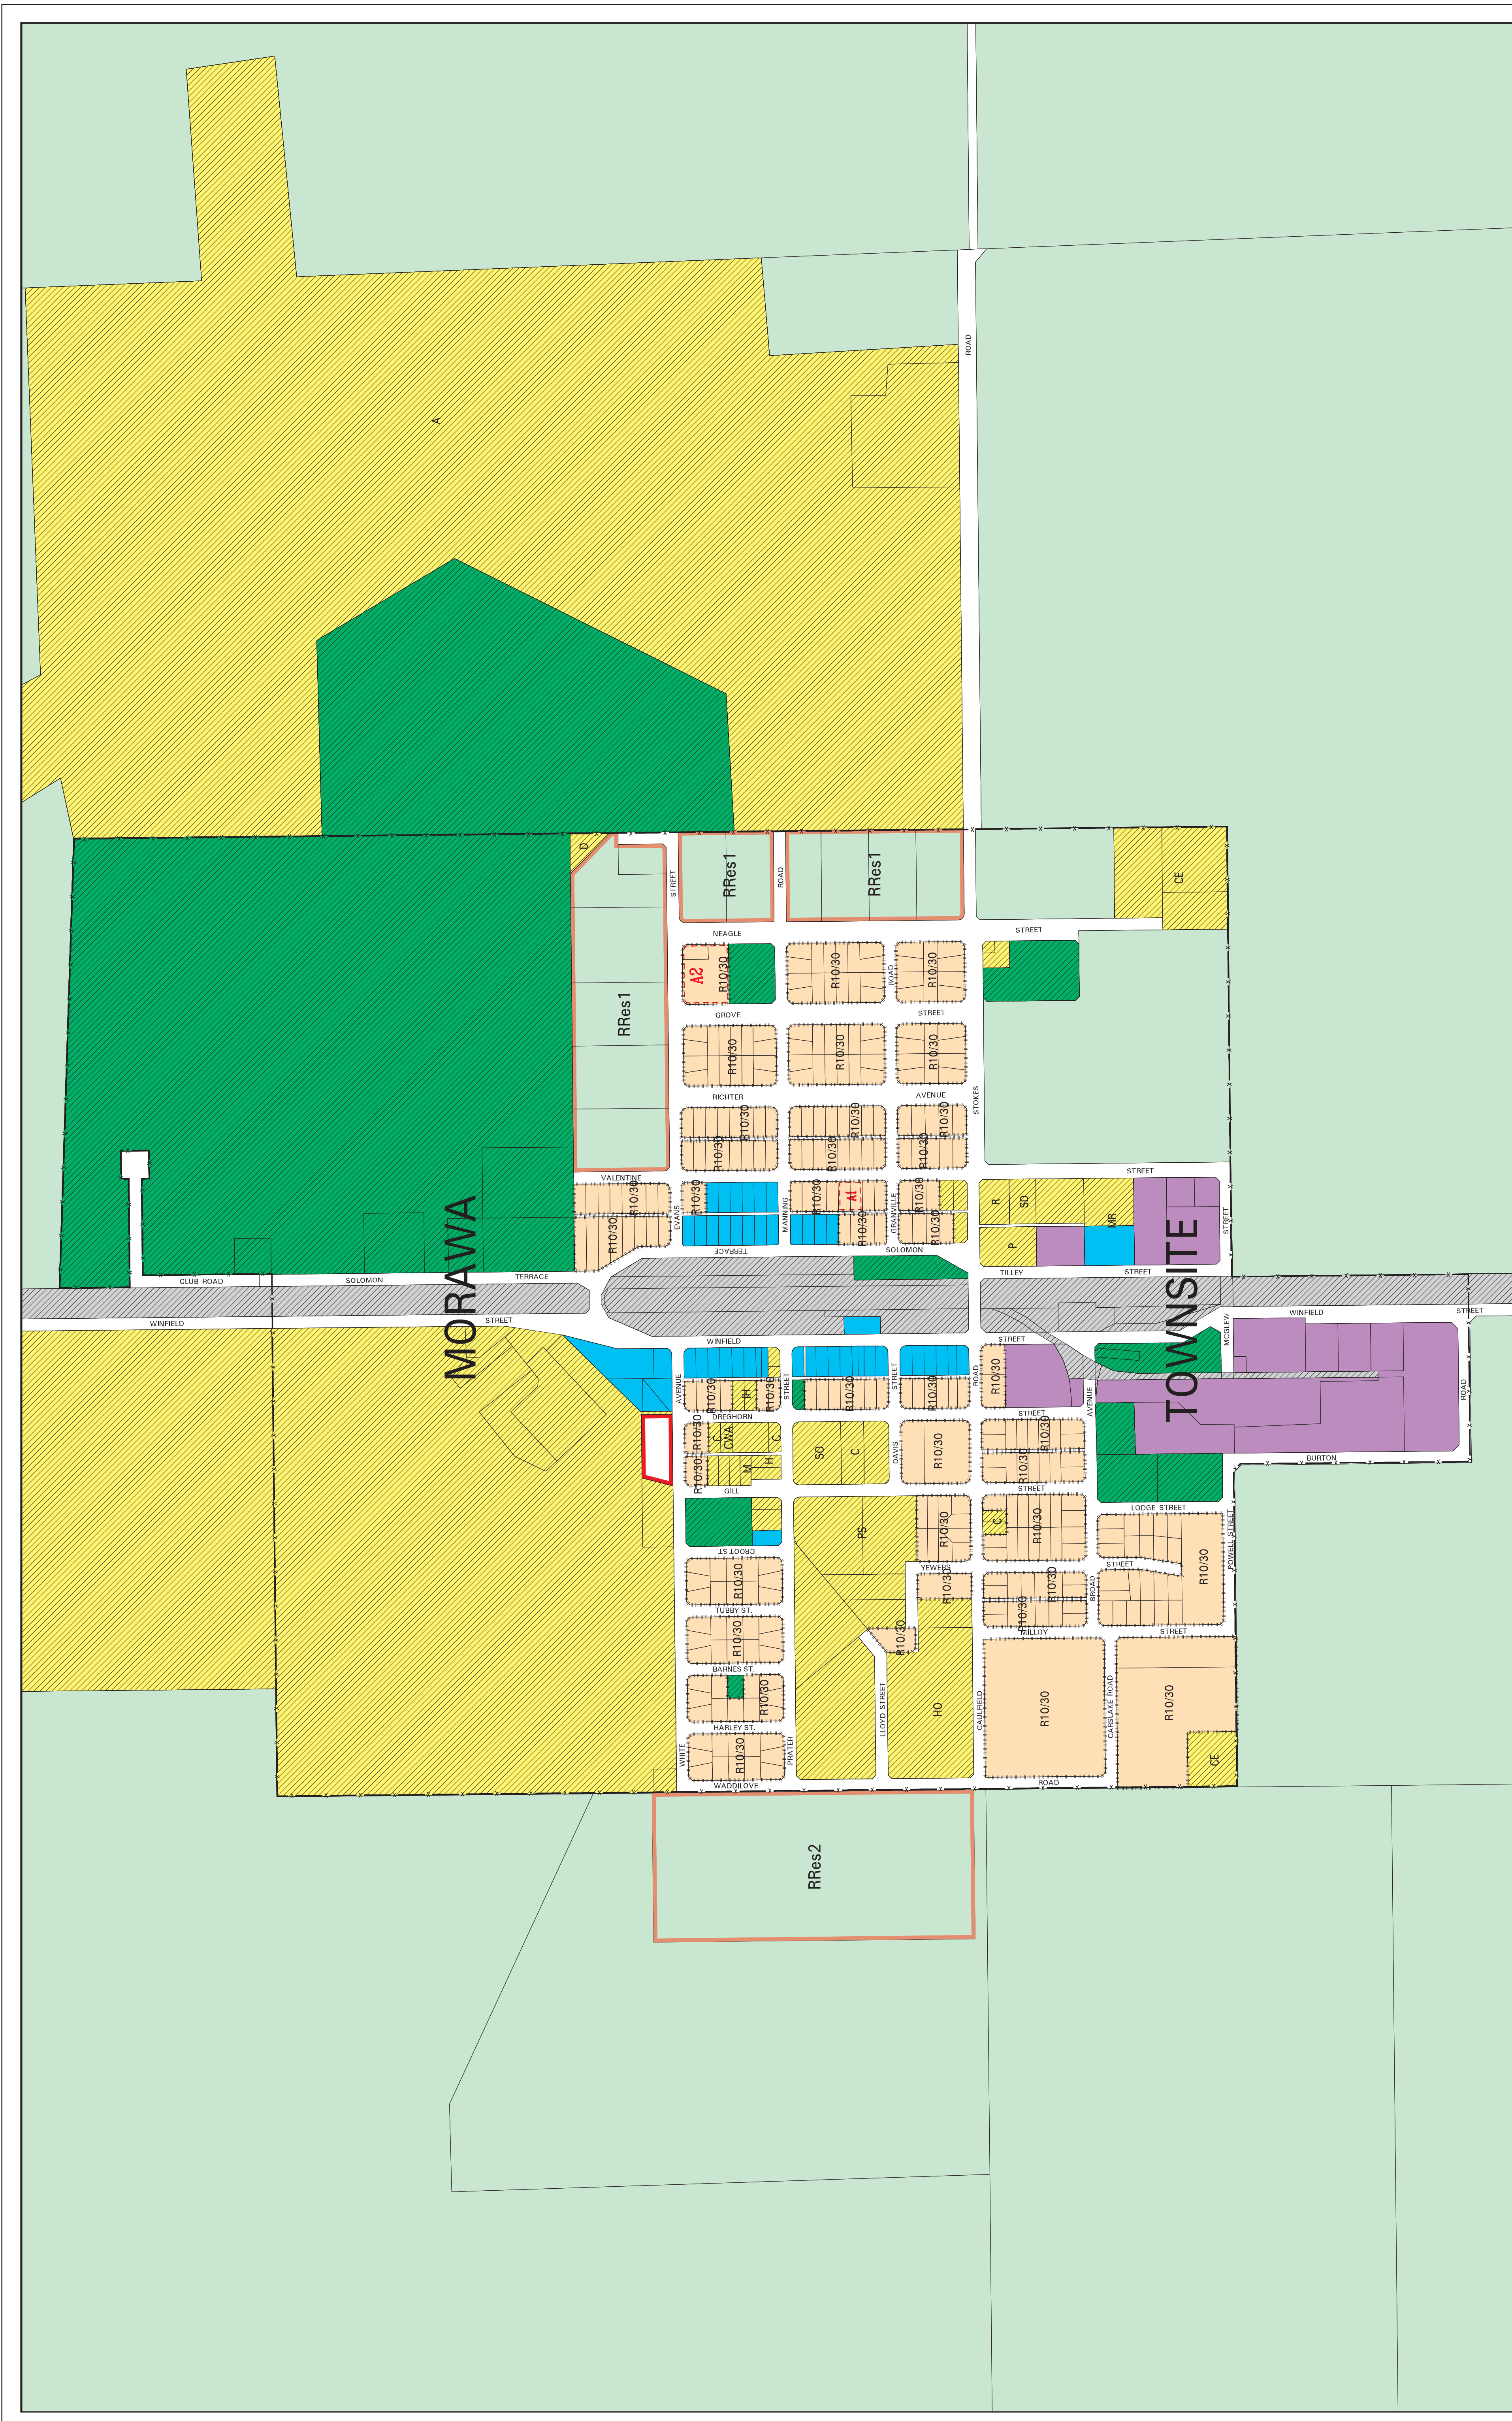 ROAD
A
D
STREET
RRes1
ROAD
RRes1
CE
NEAGLE
STREET
A2
R10/30
R10/30
ROAD
R10/30
RRes1
GROVE
STREET
R10/30
R10/30
R10/30
RICHTER
AVENUE
STOKES
R10/30
R10/30
R10/30
R10/30
R10/30
R10/30
VALENTINE
STREET
R10/30
R10/30
R10/30
A1
R10/30
R
SD
MR
STREET
EVANS
MANNING
GRANVILLE
R10/30
R10/30
R10/30
P
TERRACE
SOLOMON
MORAWA
TOWNSITE
CLUB ROAD
SOLOMON
TERRACE
TILLEY
STREET
WINFIELD
STREET
WINFIELD
STREET
WINFIELD
STREET
MCGLEW
AVENUE
R10/30
IH
R10/30
STREET
R10/30
STREET
R10/30
ROAD
R10/30
AVENUE
ROAD
DREGHORN
STREET
R10/30
C
CWA
C
SO
C
DAVIS
R10/30
R10/30
R10/30
M
H
R10/30
BURTON
GILL
STREET
LODGE STREET
PS
R10/30
C
R10/30
POWELL STREET
CROOT ST.
YEWERS
STREET
R10/30
R10/30
R10/30
BROAD
R10/30
R10/30
TUBBY ST.
R10/30
R10/30
MILLOY
STREET
BARNES ST.
R10/30
LLOYD STREET
HO
CAULFIELD
R10/30
CARSLAKE ROAD
R10/30
HARLEY ST.
WHITE
R10/30
PRATER
CE
WADDILOVE
ROAD
RRes2